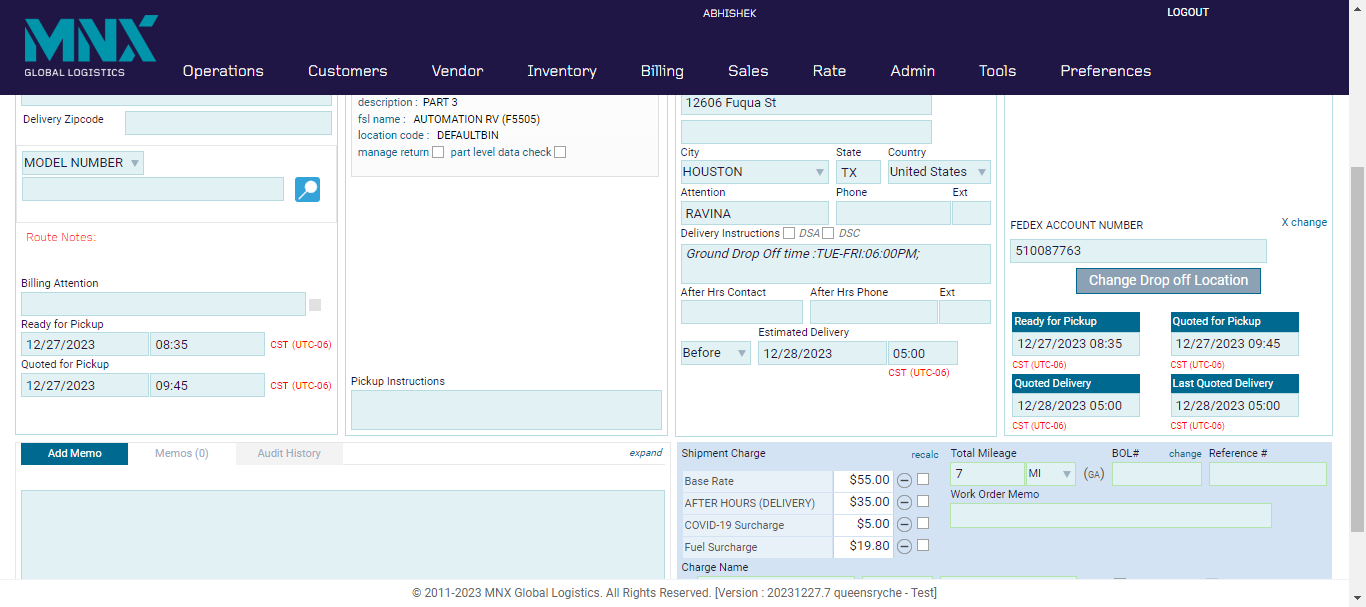 ABHISHEK
LOGOUT
MNX
GLOBAL LOGISTICS
Operations Customers Vendor Inventory Billing Sales Rate Admin Tools Preferences
Delivery Zipcode
MODEL NUMBER
Route Notes:
Billing Attention
Ready for Pickup
12/27/2023 08:35 CST (UTC-06)
Quoted for Pickup
12/27/2023 09:45 CST (UTC-06)
description : PART 3
fsl name : AUTOMATION RV (F5505)
location code : DEFAULTBIN
manage return part level data check
Pickup Instructions
12606 Fuqua St
City State Country
HOUSTON TX United States
Attention Phone Ext
RAVINA
Delivery Instructions DSA DSC
Ground Drop Off time :TUE-FRI:06:00PM;
After Hrs Contact After Hrs Phone Ext
Estimated Delivery
Before 12/28/2023 05:00
CST (UTC-06)
X change
FEDEX ACCOUNT NUMBER
510087763
Change Drop off Location
Ready for Pickup Quoted for Pickup
12/27/2023 08:35 12/27/2023 09:45
CST (UTC-06) CST (UTC-06)
Quoted Delivery Last Quoted Delivery
12/28/2023 05:00 12/28/2023 05:00
CST (UTC-06) CST (UTC-06)
Add Memo Memos (0) Audit History expand
Shipment Charge recalc
Base Rate $55.00
AFTER HOURS (DELIVERY) $35.00
COVID-19 Surcharge $5.00
Fuel Surcharge $19.80
Charge Name
Total Mileage BOL# change Reference #
7 MI (GA)
Work Order Memo
© 2011-2023 MNX Global Logistics. All Rights Reserved. [Version : 20231227.7 queensryche - Test]